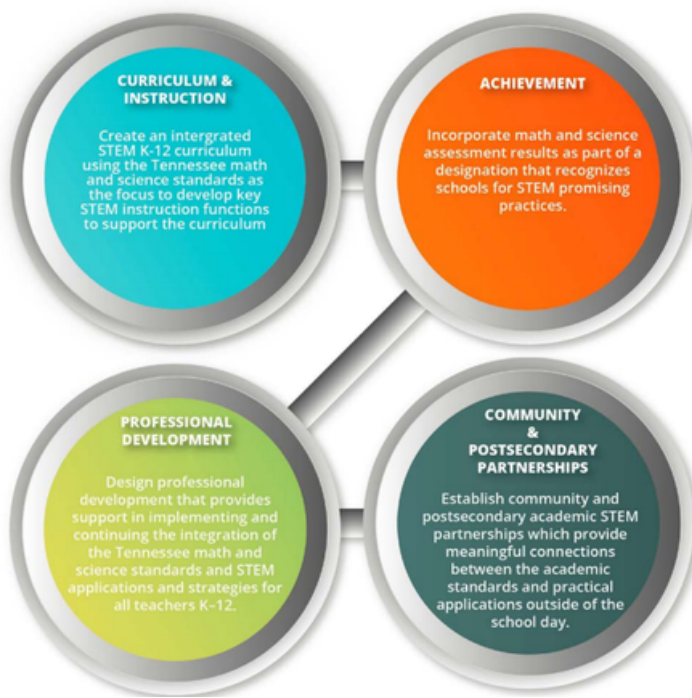 CURRICULUM &
INSTRUCTION
Create an intergrated
STEM K-12 curriculum
using the Tennessee math
and science standards as
the focus to develop key
STEM instruction functions
to support the curriculum
ACHIEVEMENT
Incorporate math and science
assessment results as part of a
designation that recognizes
schools for STEM promising
practices.
PROFESSIONAL
DEVELOPMENT
Design professional
development that provides
support in implementing and
continuing the integration of
the Tennessee math and
science standards and STEM
applications and strategies for
all teachers K–12.
COMMUNITY
&
POSTSECONDARY
PARTNERSHIPS
Establish community and
postsecondary academic STEM
partnerships which provide
meaningful connections
between the academic
standards and practical
applications outside of the
school day.